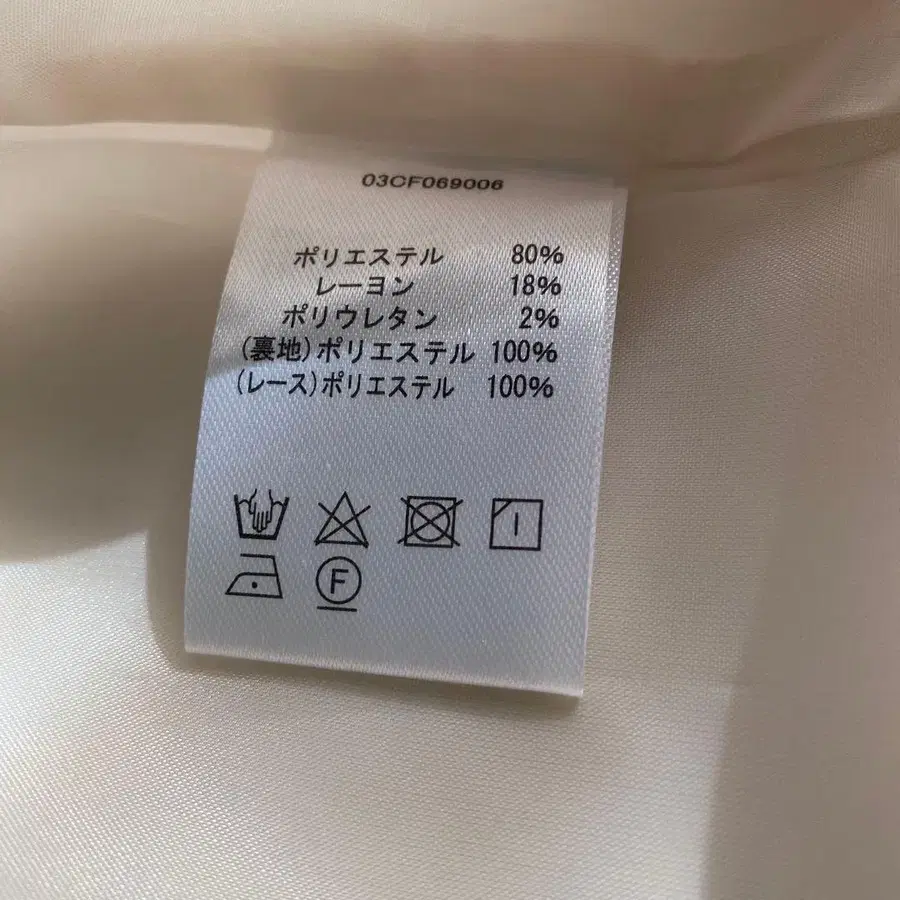 03CF069006
ポリエステル 80%
レーヨン 18%
ポリウレタン 2%
(裏地)ポリエステル 100%
(レース)ポリエステル 100%
F